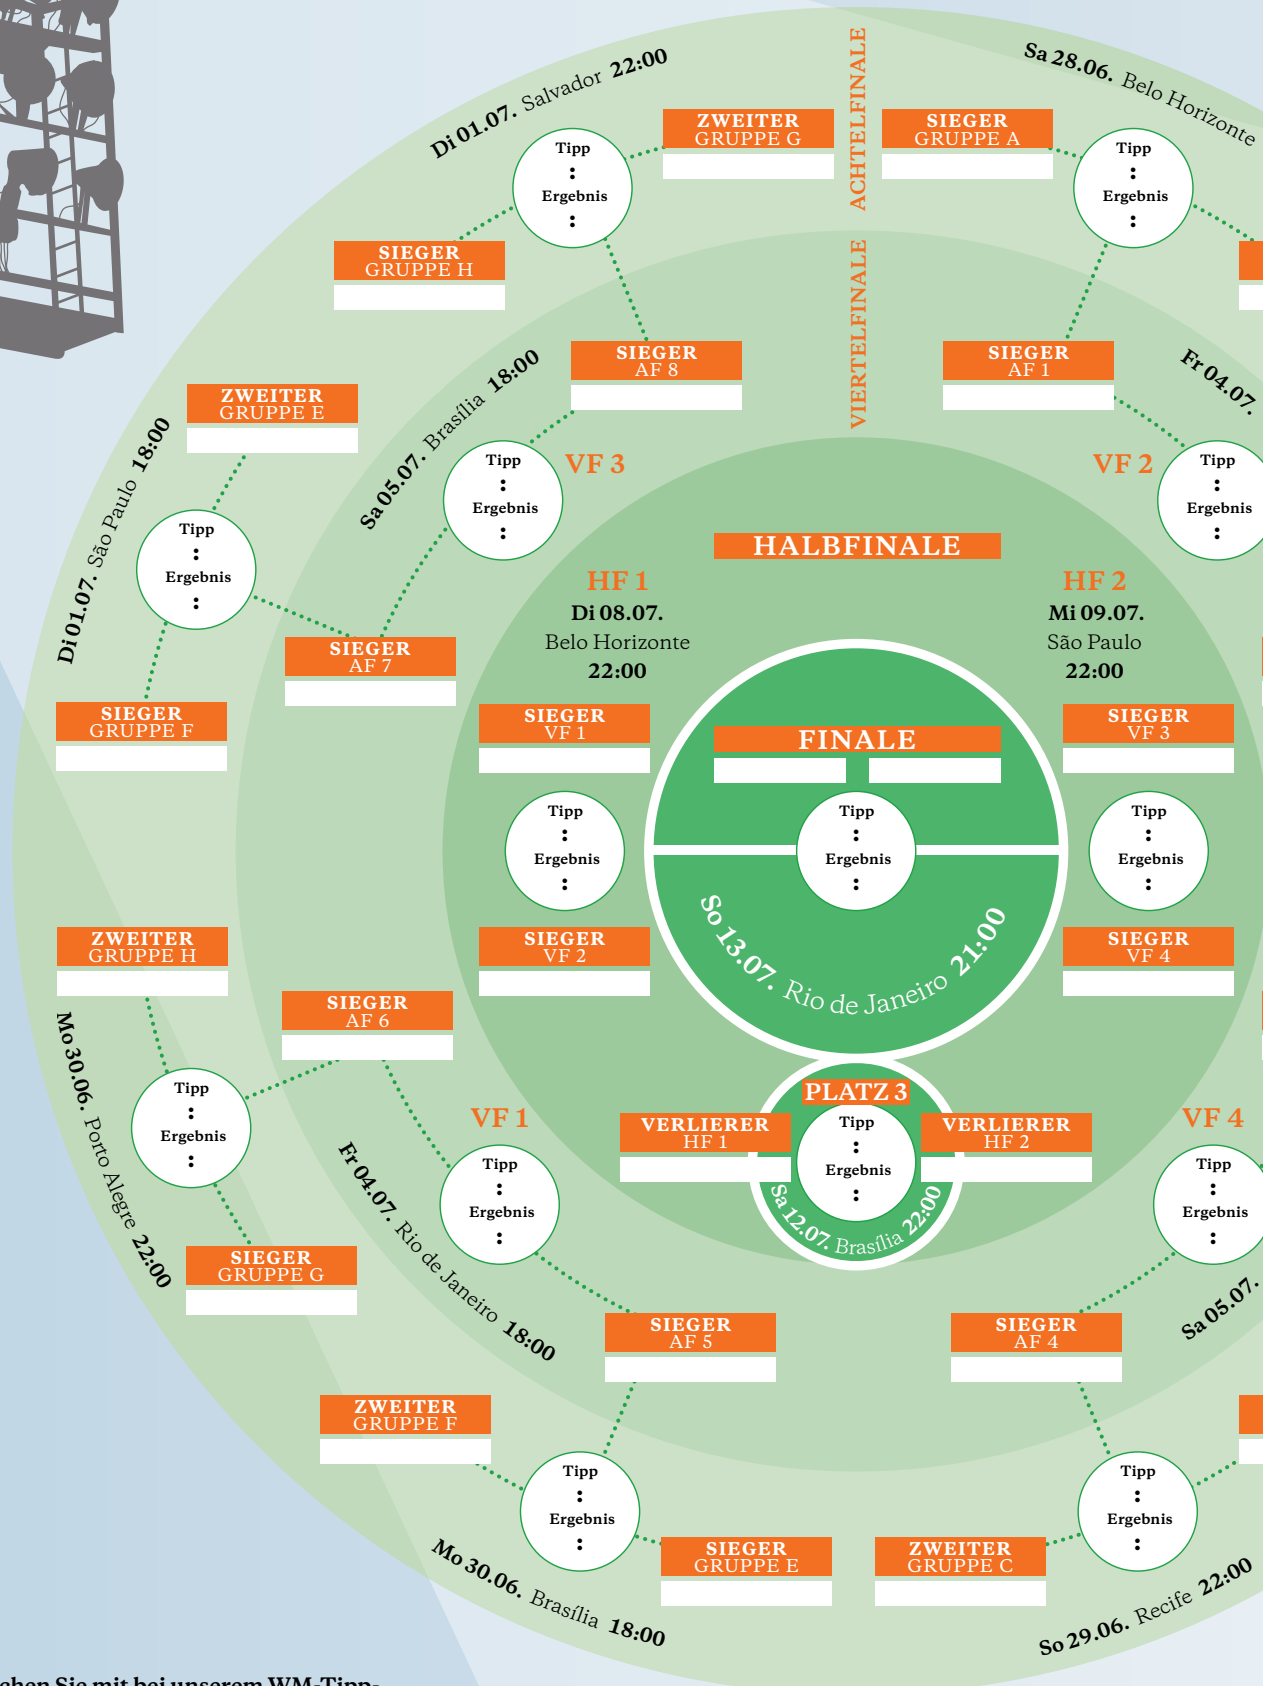 Di 01.07. Salvador 22:00
ACHTELFINALE
Sa 28.06. Belo Horizonte
ZWEITER
GRUPPE G
SIEGER
GRUPPE A
Tipp
:
Ergebnis
:
Tipp
:
Ergebnis
:
SIEGER
GRUPPE H
VIERTELFINALE
SIEGER
AF 8
SIEGER
AF 1
Sa 05.07. Brasília 18:00
Fr 04.07.
ZWEITER
GRUPPE E
Di 01.07. São Paulo 18:00
Tipp
:
Ergebnis
:
VF 3
VF 2
Tipp
:
Ergebnis
:
Tipp
:
Ergebnis
:
HALBFINALE
HF 1
Di 08.07.
Belo Horizonte
22:00
HF 2
Mi 09.07.
São Paulo
22:00
SIEGER
AF 7
SIEGER
GRUPPE F
SIEGER
VF 1
FINALE
SIEGER
VF 3
Tipp
:
Ergebnis
:
Tipp
:
Ergebnis
:
Tipp
:
Ergebnis
:
So 13.07. Rio de Janeiro 21:00
ZWEITER
GRUPPE H
SIEGER
VF 2
SIEGER
VF 4
SIEGER
AF 6
Mo 30.06. Porto Alegre 22:00
Tipp
:
Ergebnis
:
PLATZ 3
VERLIERER
HF 1
Tipp
:
Ergebnis
:
VERLIERER
HF 2
Sa 12.07. Brasília 22:00
VF 1
VF 4
Tipp
:
Ergebnis
:
Tipp
:
Ergebnis
:
Fr 04.07. Rio de Janeiro 18:00
Sa 05.07.
SIEGER
GRUPPE G
SIEGER
AF 5
SIEGER
AF 4
ZWEITER
GRUPPE F
Tipp
:
Ergebnis
:
Tipp
:
Ergebnis
:
SIEGER
GRUPPE E
ZWEITER
GRUPPE C
Mo 30.06. Brasília 18:00
So 29.06. Recife 22:00
chen Sie mit bei unserem WM-Tipp-